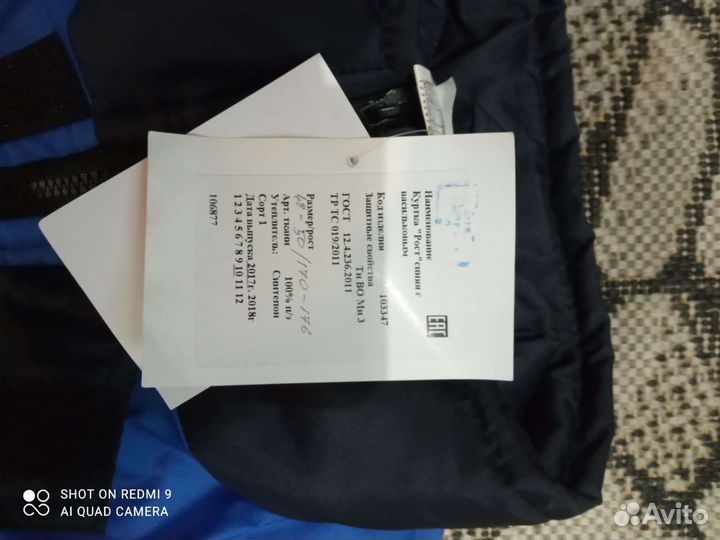 Наименование
Куртка "Рост" синяя с
васильковым
Код изделия 103347
Защитные свойства
Ти ВО Ми 3
ГОСТ 12.4.236.2011
ТР ТС 019/2011
Размер/рост
48-50/170-176
Арт. ткани 100% п/э
Утеплитель: Синтепон
Сорт 1
Дата выпуска 2017г. 2018г
1 2 3 4 5 6 7 8 9 10 11 12
106877
EAC
SHOT ON REDMI 9
AI QUAD CAMERA
Avito